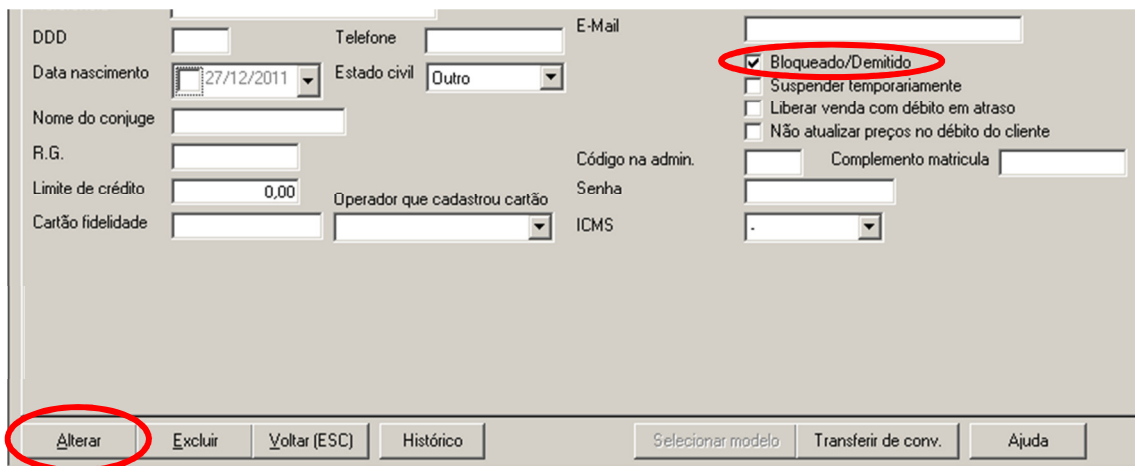 DDD Telefone E-Mail
Data nascimento 27/12/2011 Estado civil Outro Bloqueado/Demitido
Suspender temporariamente
Liberar venda com débito em atraso
Nome do conjuge
Não atualizar preços no débito do cliente
R.G. Código na admin. Complemento matricula
Limite de crédito 0,00 Operador que cadastrou cartão Senha
Cartão fidelidade ICMS -
Alterar Excluir Voltar (ESC) Histórico Selecionar modelo Transferir de conv. Ajuda